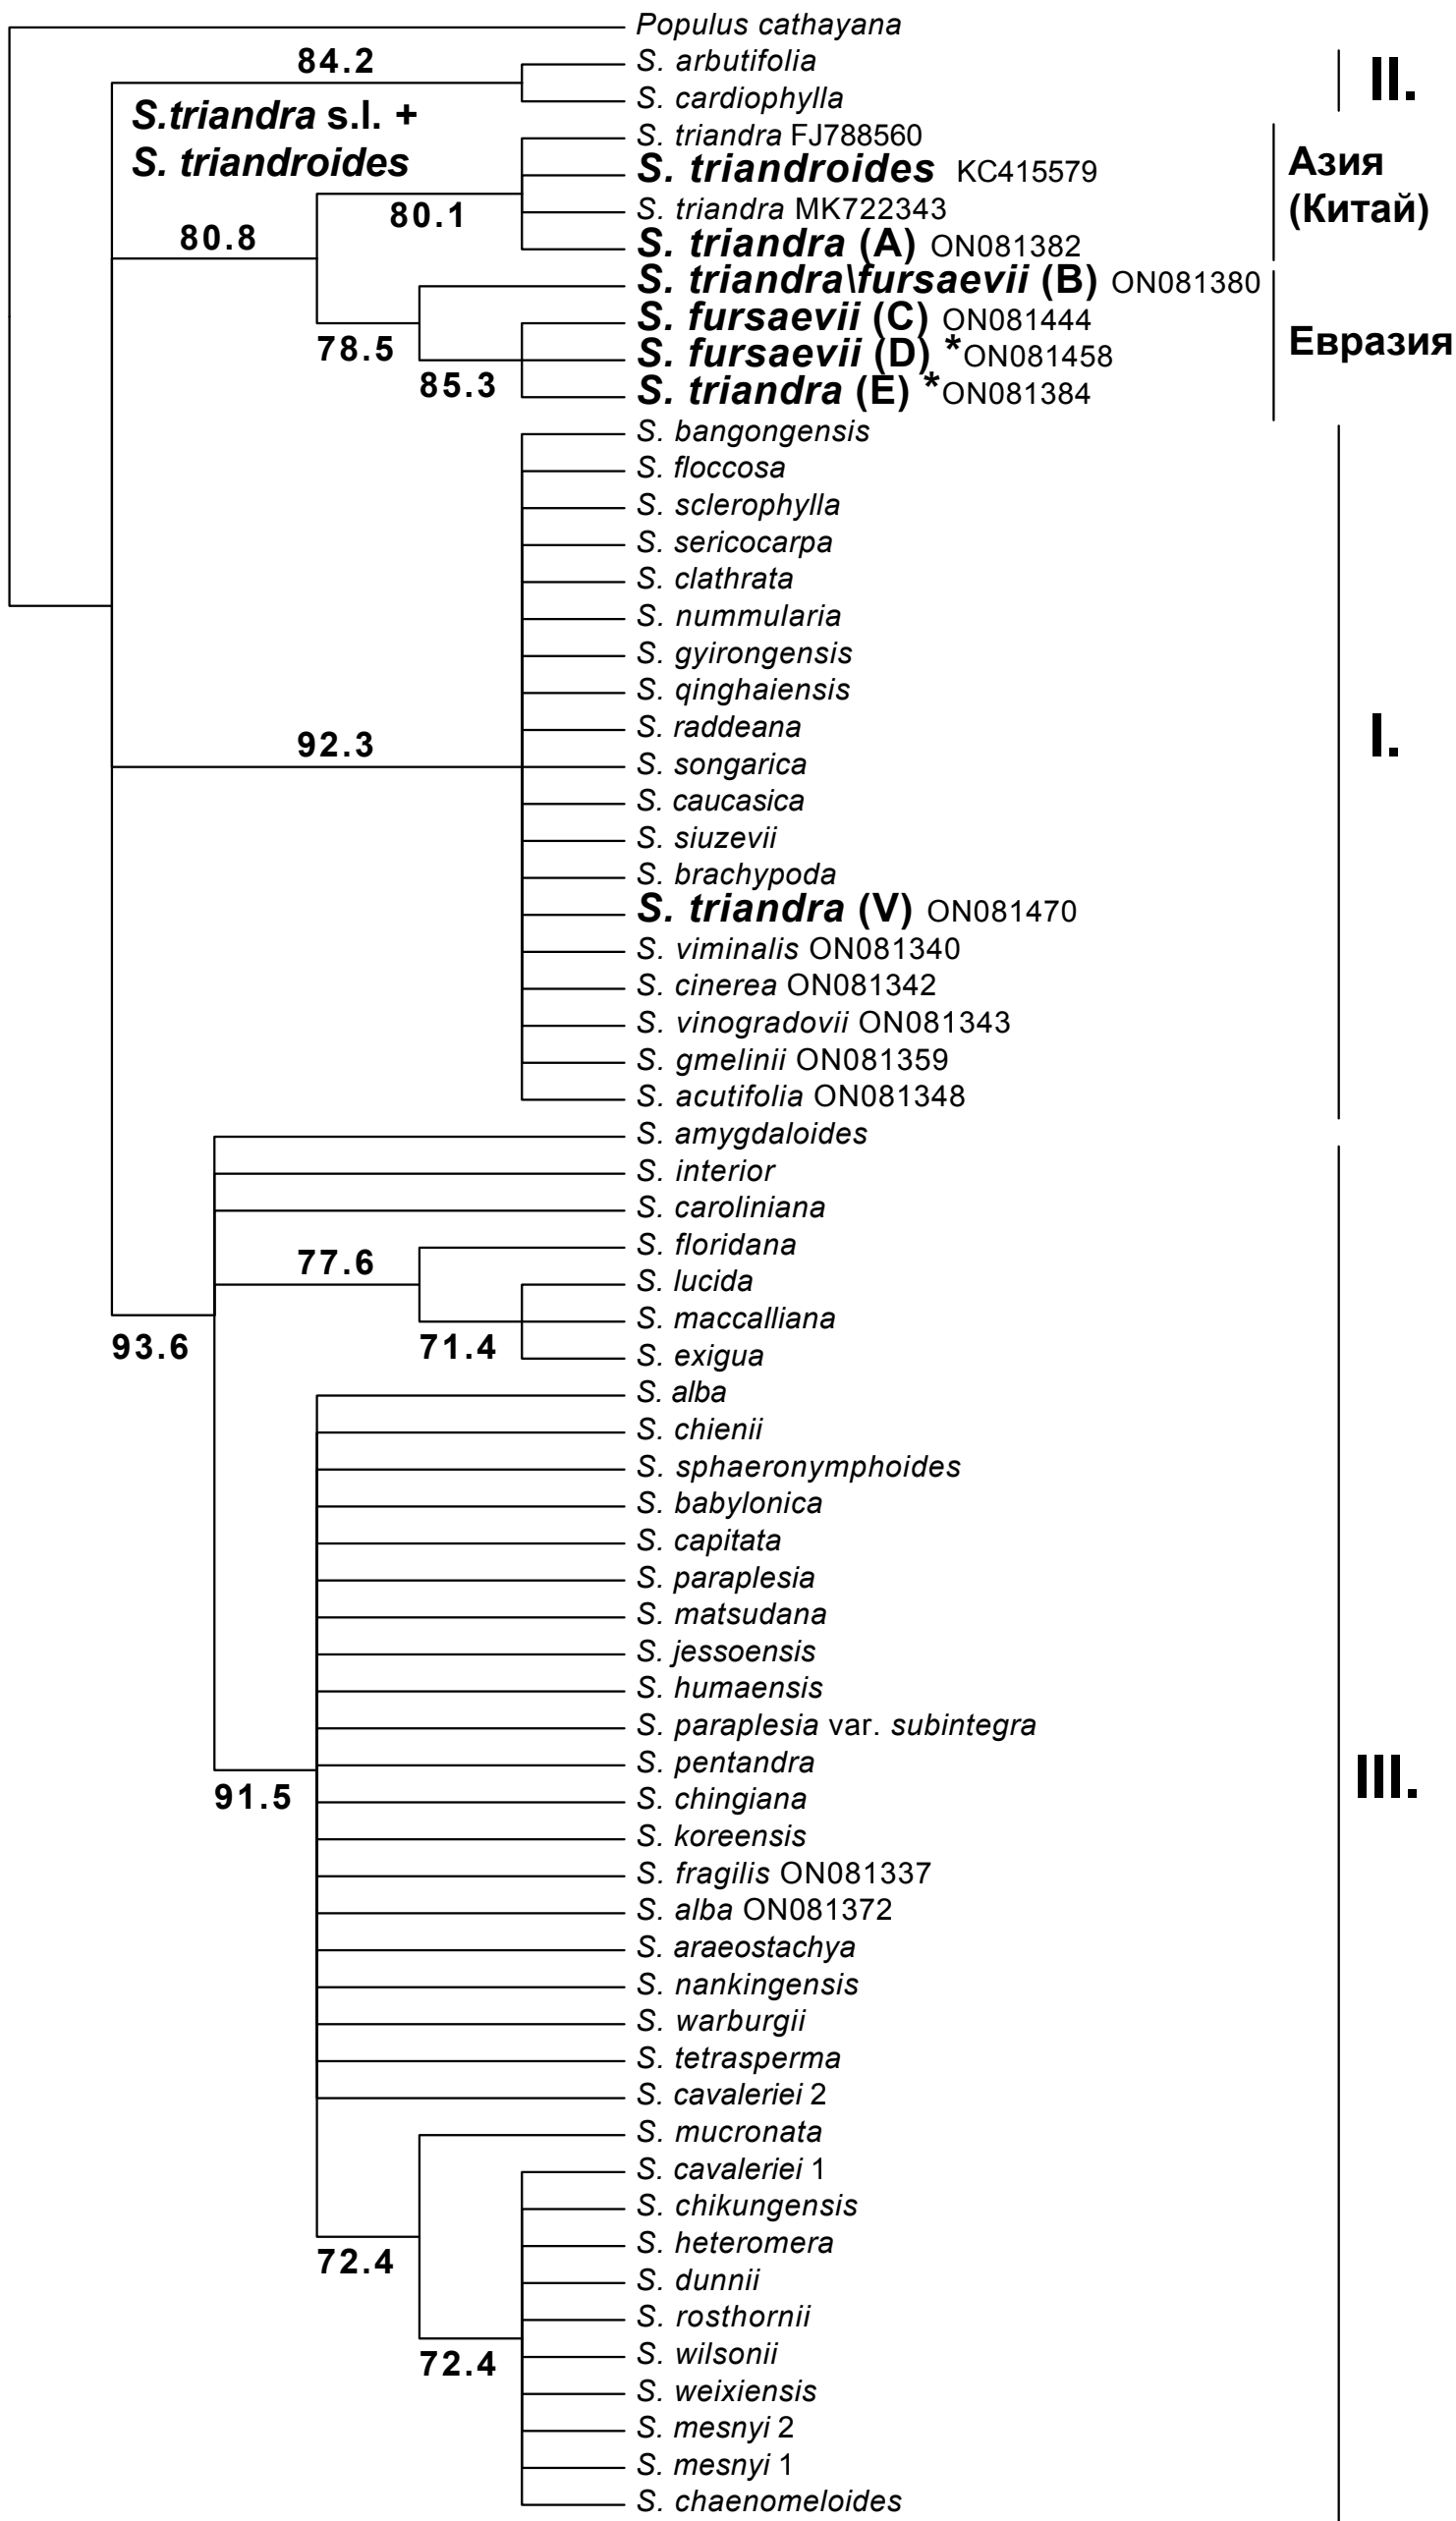 Populus cathayana
84.2
S. arbutifolia
II.
S. cardiophylla
S.triandra s.l. +
S. triandroides
S. triandra FJ788560
S. triandroides KC415579
Азия
(Китай)
S. triandra MK722343
80.1
80.8
S. triandra (A) ON081382
S. triandra\fursaevii (B) ON081380
S. fursaevii (C) ON081444
Евразия
78.5
S. fursaevii (D) *ON081458
85.3
S. triandra (E) *ON081384
S. bangongensis
S. floccosa
S. sclerophylla
S. sericocarpa
S. clathrata
S. nummularia
S. gyirongensis
S. qinghaiensis
S. raddeana
I.
92.3
S. songarica
S. caucasica
S. siuzevii
S. brachypoda
S. triandra (V) ON081470
S. viminalis ON081340
S. cinerea ON081342
S. vinogradovii ON081343
S. gmelinii ON081359
S. acutifolia ON081348
S. amygdaloides
S. interior
S. caroliniana
S. floridana
77.6
S. lucida
S. maccalliana
93.6
71.4
S. exigua
S. alba
S. chienii
S. sphaeronymphoides
S. babylonica
S. capitata
S. paraplesia
S. matsudana
S. jessoensis
S. humaensis
S. paraplesia var. subintegra
S. pentandra
III.
91.5
S. chingiana
S. koreensis
S. fragilis ON081337
S. alba ON081372
S. araeostachya
S. nankingensis
S. warburgii
S. tetrasperma
S. cavaleriei 2
S. mucronata
S. cavaleriei 1
S. chikungensis
S. heteromera
72.4
S. dunnii
S. rosthornii
S. wilsonii
72.4
S. weixiensis
S. mesnyi 2
S. mesnyi 1
S. chaenomeloides